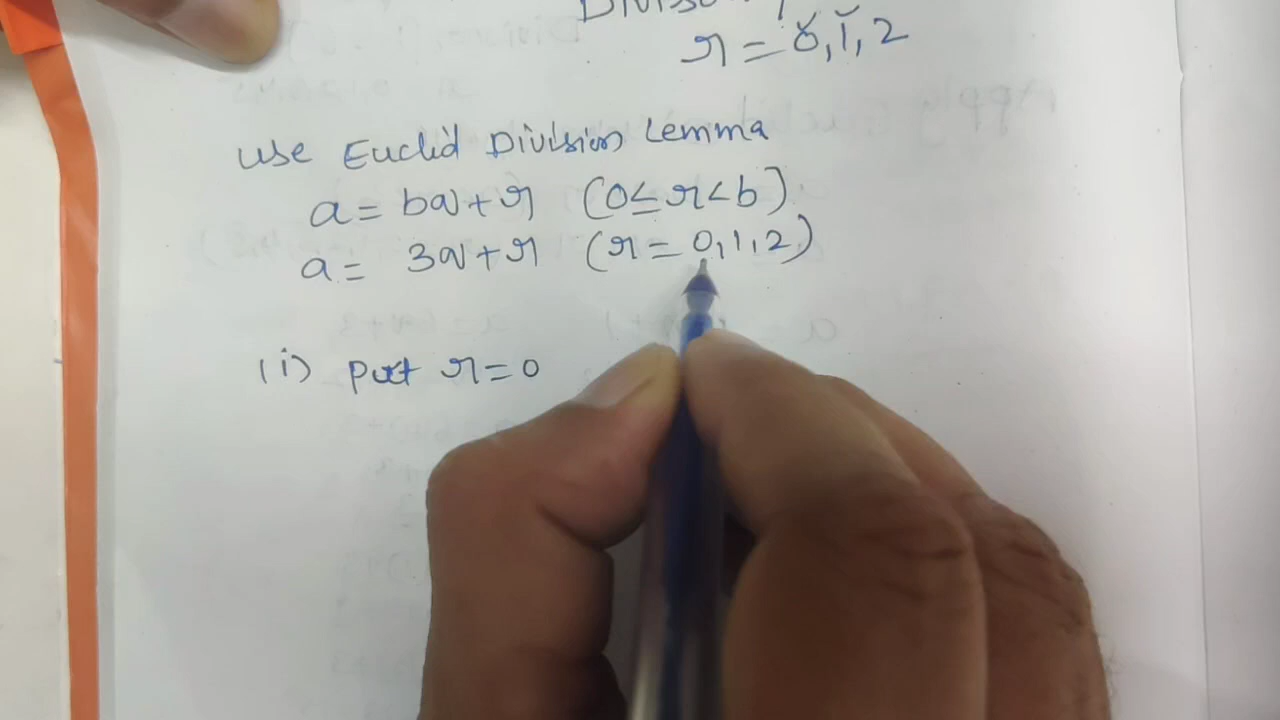 r = 0, 1, 2
Use Euclid Division Lemma
a = bq + r (0 ≤ r < b)
a = 3q + r (r = 0, 1, 2)
(i) Put r = 0